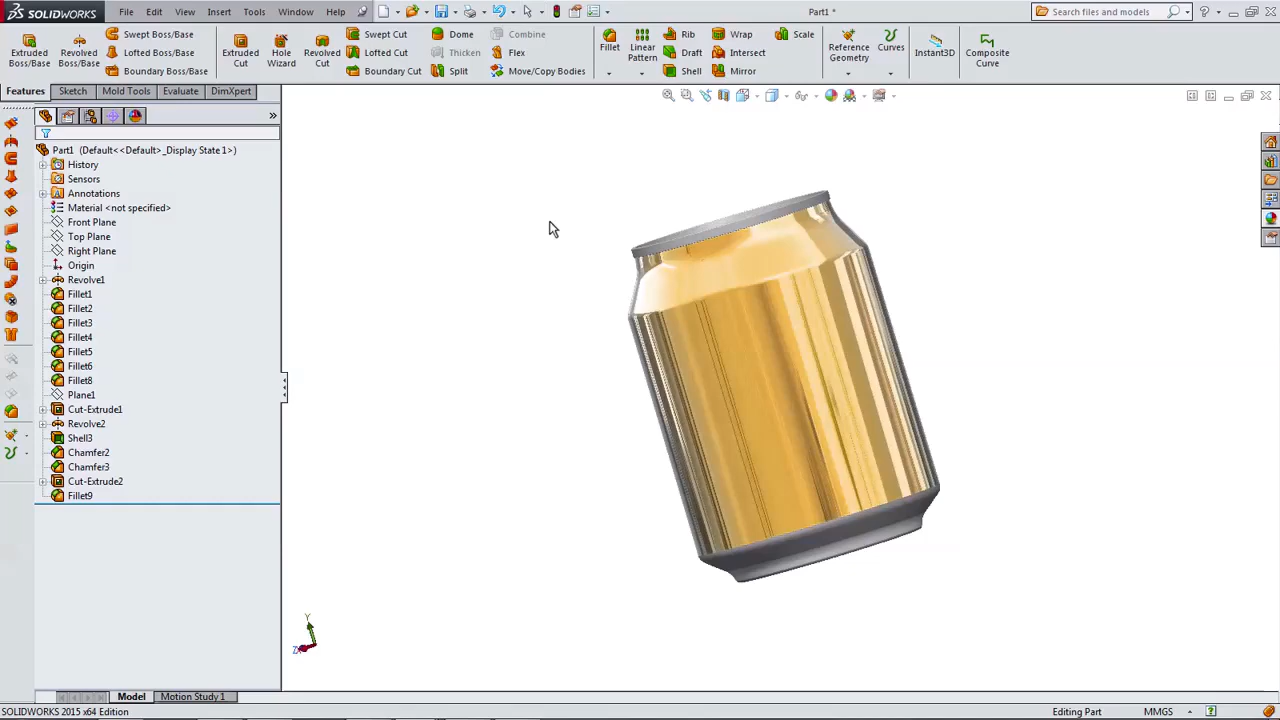 SOLIDWORKS File Edit View Insert Tools Window Help Part1 * Search files and models
Extruded Boss/Base
Revolved Boss/Base
Swept Boss/Base
Lofted Boss/Base
Boundary Boss/Base
Extruded Cut
Hole Wizard
Revolved Cut
Swept Cut
Lofted Cut
Boundary Cut
Dome
Thicken
Split
Combine
Flex
Move/Copy Bodies
Fillet
Linear Pattern
Rib
Draft
Shell
Wrap
Intersect
Mirror
Scale
Reference Geometry
Curves
Instant3D
Composite Curve
Features Sketch Mold Tools Evaluate DimXpert
Part1 (Default<<Default>_Display State 1>)
History
Sensors
Annotations
Material <not specified>
Front Plane
Top Plane
Right Plane
Origin
Revolve1
Fillet1
Fillet2
Fillet3
Fillet4
Fillet5
Fillet6
Fillet8
Plane1
Cut-Extrude1
Revolve2
Shell3
Chamfer2
Chamfer3
Cut-Extrude2
Fillet9
Y
Model Motion Study 1
SOLIDWORKS 2015 x64 Edition Editing Part MMGS